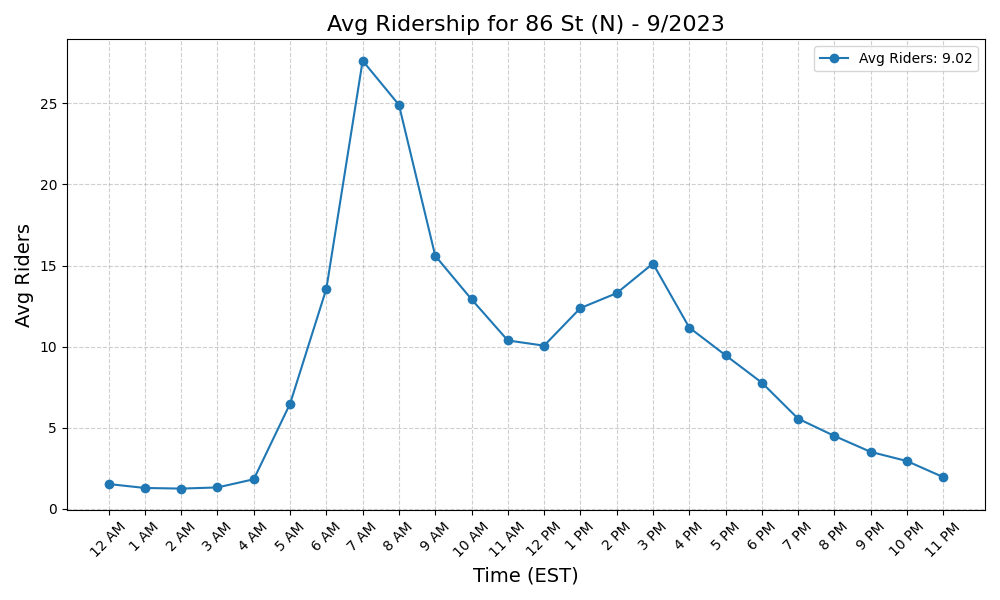 Avg Ridership for 86 St (N) - 9/2023
Avg Riders: 9.02
Avg Riders
25
20
15
10
5
0
12 AM
1 AM
2 AM
3 AM
4 AM
5 AM
6 AM
7 AM
8 AM
9 AM
10 AM
11 AM
12 PM
1 PM
2 PM
3 PM
4 PM
5 PM
6 PM
7 PM
8 PM
9 PM
10 PM
11 PM
Time (EST)